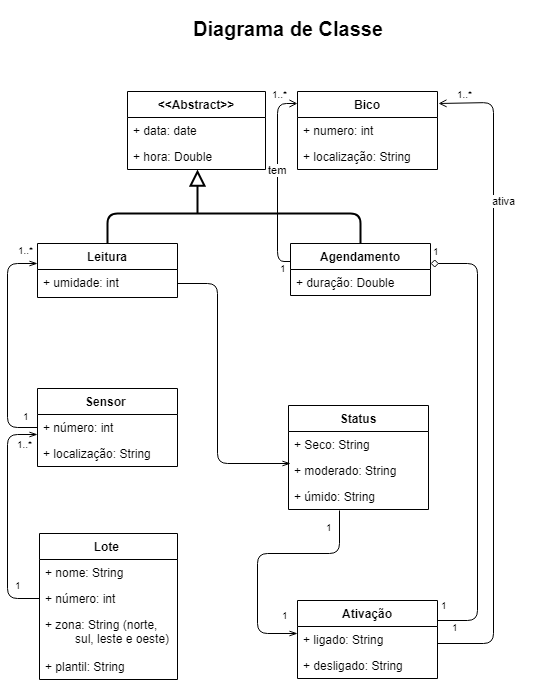 Diagrama de Classe
<<Abstract>>
+ data: date
+ hora: Double
1..*
Bico
+ numero: int
+ localização: String
1..*
tem
ativa
1..*
Leitura
+ umidade: int
1
Agendamento
+ duração: Double
1
1
Sensor
+ número: int
+ localização: String
1..*
Status
+ Seco: String
+ moderado: String
+ úmido: String
1
Lote
+ nome: String
+ número: int
+ zona: String (norte,
sul, leste e oeste)
+ plantil: String
1
1
Ativação
+ ligado: String
+ desligado: String
1
1